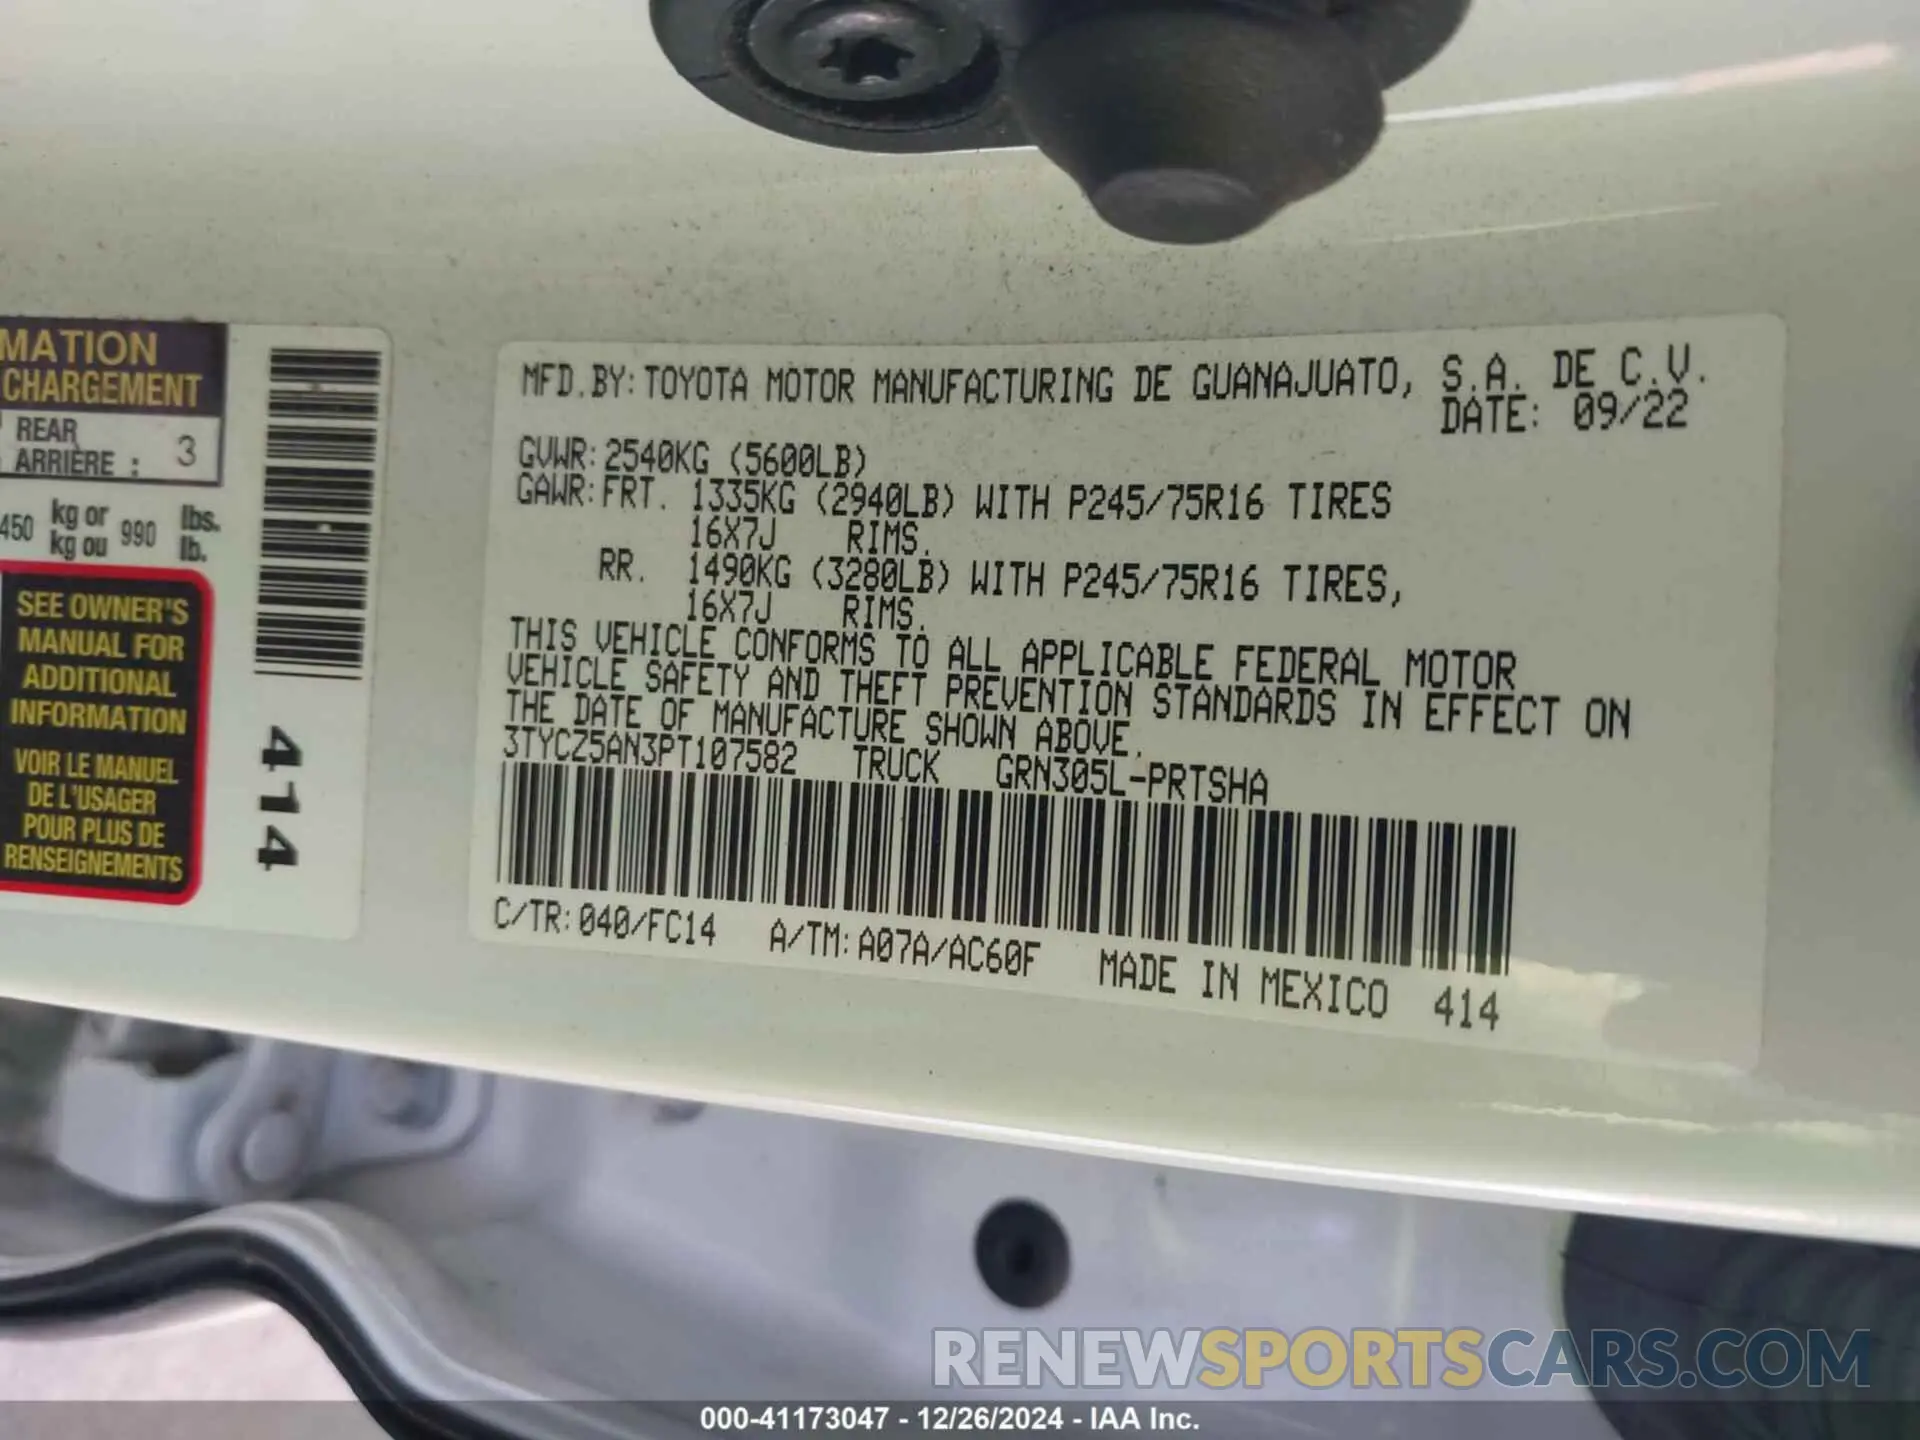 MATION
CHARGEMENT
REAR
ARRIÈRE : 3
450 kg or 990 lbs.
kg ou lb.
SEE OWNER'S
MANUAL FOR
ADDITIONAL
INFORMATION
VOIR LE MANUEL
DE L'USAGER
POUR PLUS DE
RENSEIGNEMENTS
414
MFD.BY:TOYOTA MOTOR MANUFACTURING DE GUANAJUATO, S.A. DE C.V.
DATE: 09/22
GVWR:2540KG (5600LB)
GAWR:FRT. 1335KG (2940LB) WITH P245/75R16 TIRES
16X7J RIMS.
RR. 1490KG (3280LB) WITH P245/75R16 TIRES,
16X7J RIMS.
THIS VEHICLE CONFORMS TO ALL APPLICABLE FEDERAL MOTOR
VEHICLE SAFETY AND THEFT PREVENTION STANDARDS IN EFFECT ON
THE DATE OF MANUFACTURE SHOWN ABOVE.
3TYCZ5AN3PT107582 TRUCK GRN305L-PRTSHA
C/TR:040/FC14 A/TM:A07A/AC60F MADE IN MEXICO 414
RENEWSPORTSCARS.COM
000-41173047 - 12/26/2024 - IAA Inc.